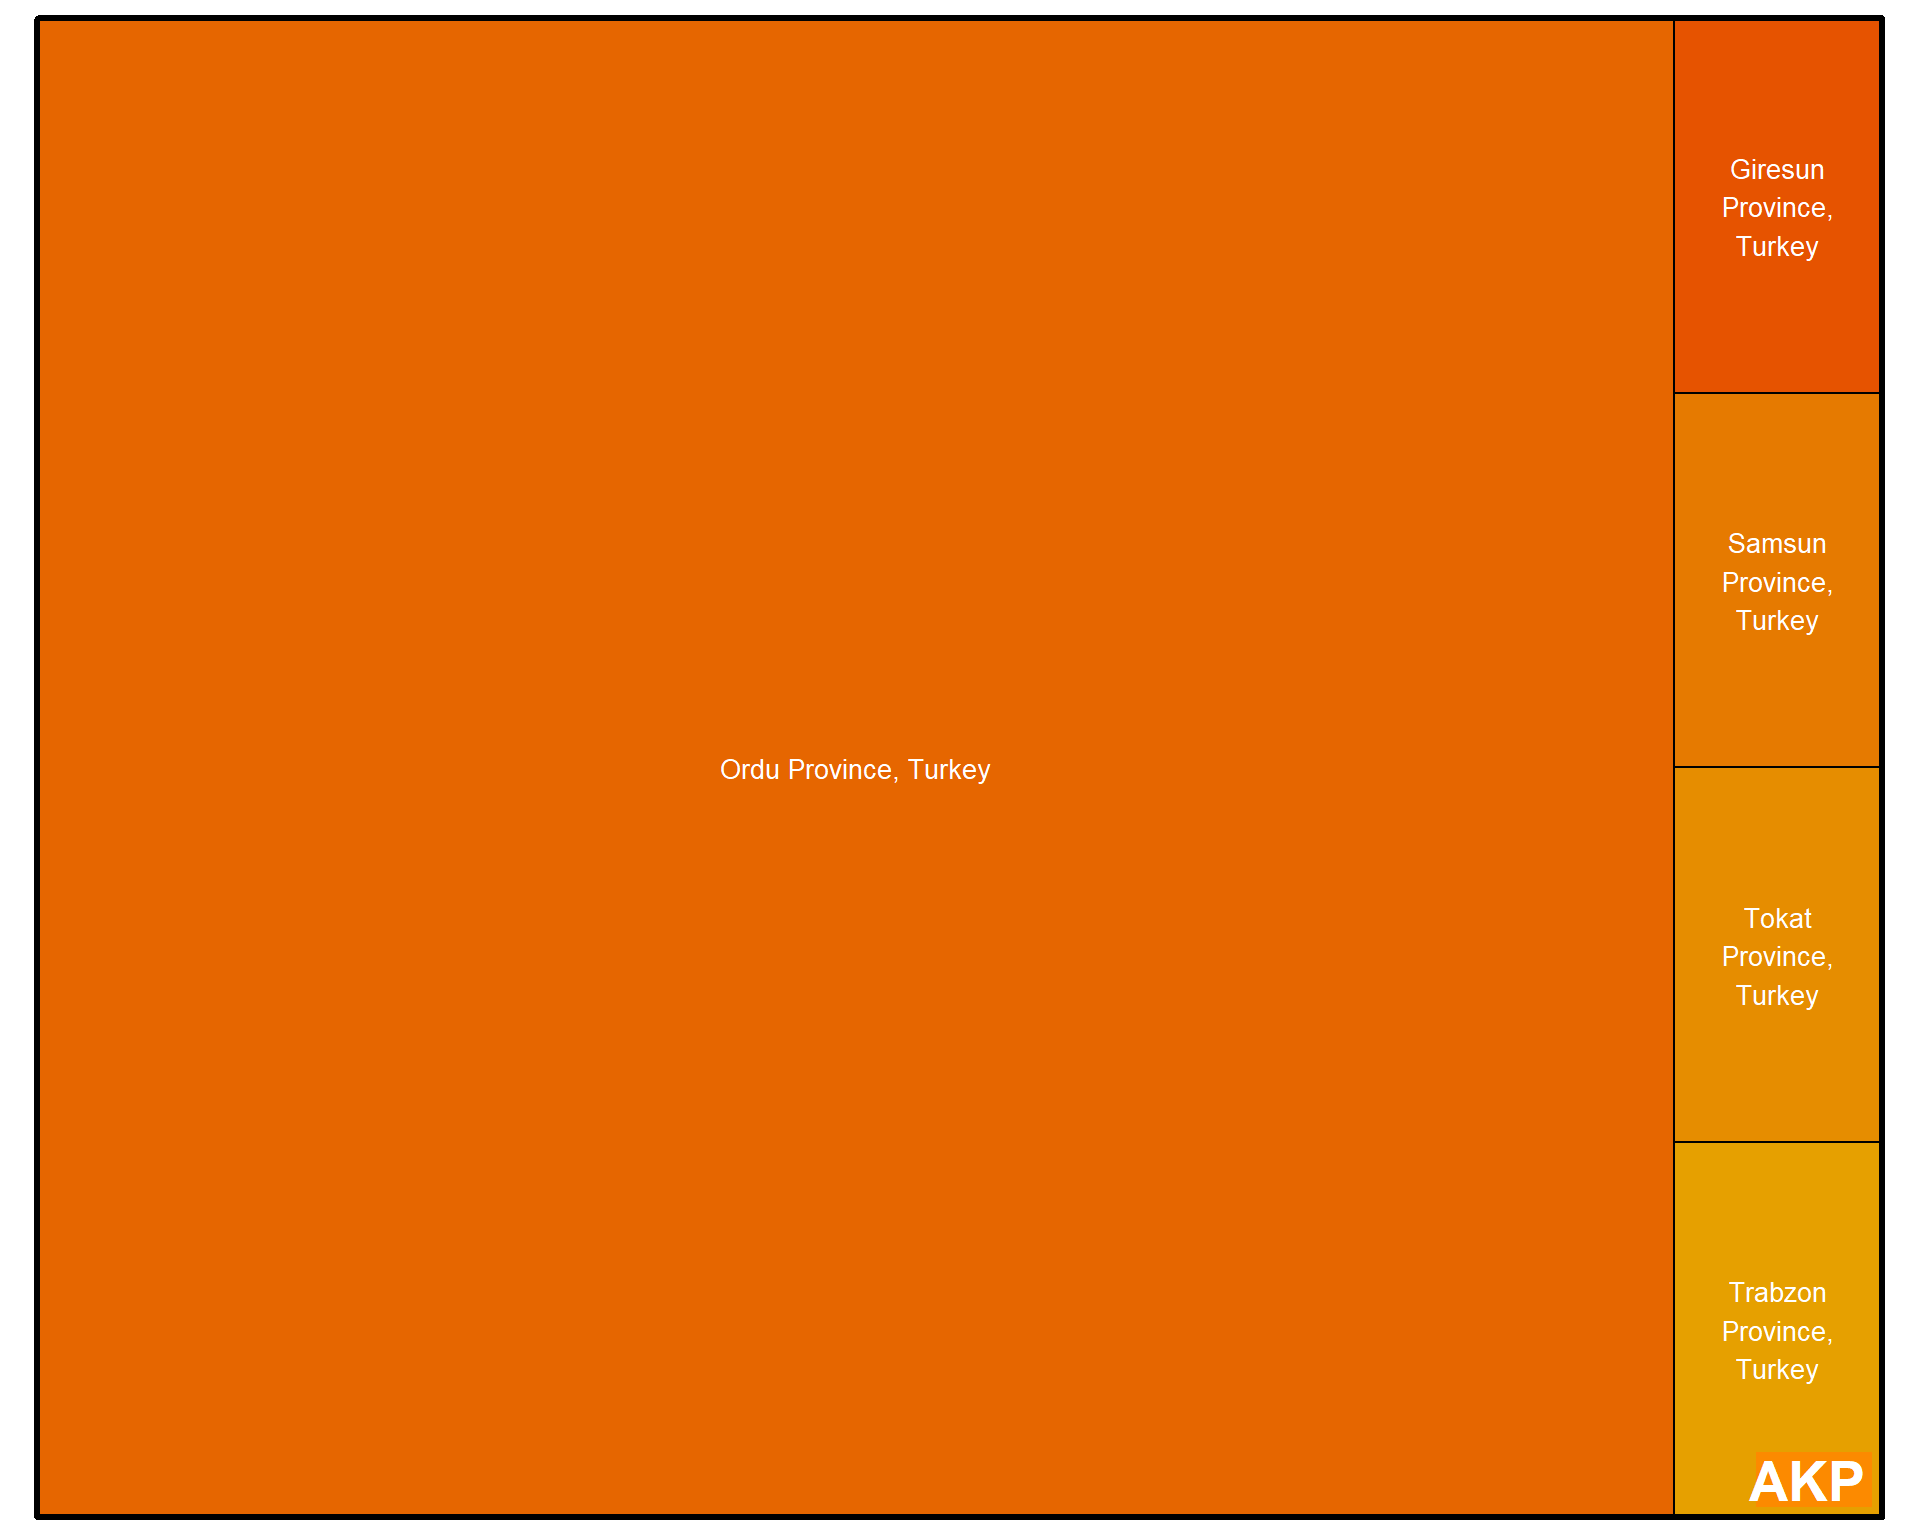 Ordu Province, Turkey
Giresun
Province,
Turkey
Samsun
Province,
Turkey
Tokat
Province,
Turkey
Trabzon
Province,
Turkey
AKP